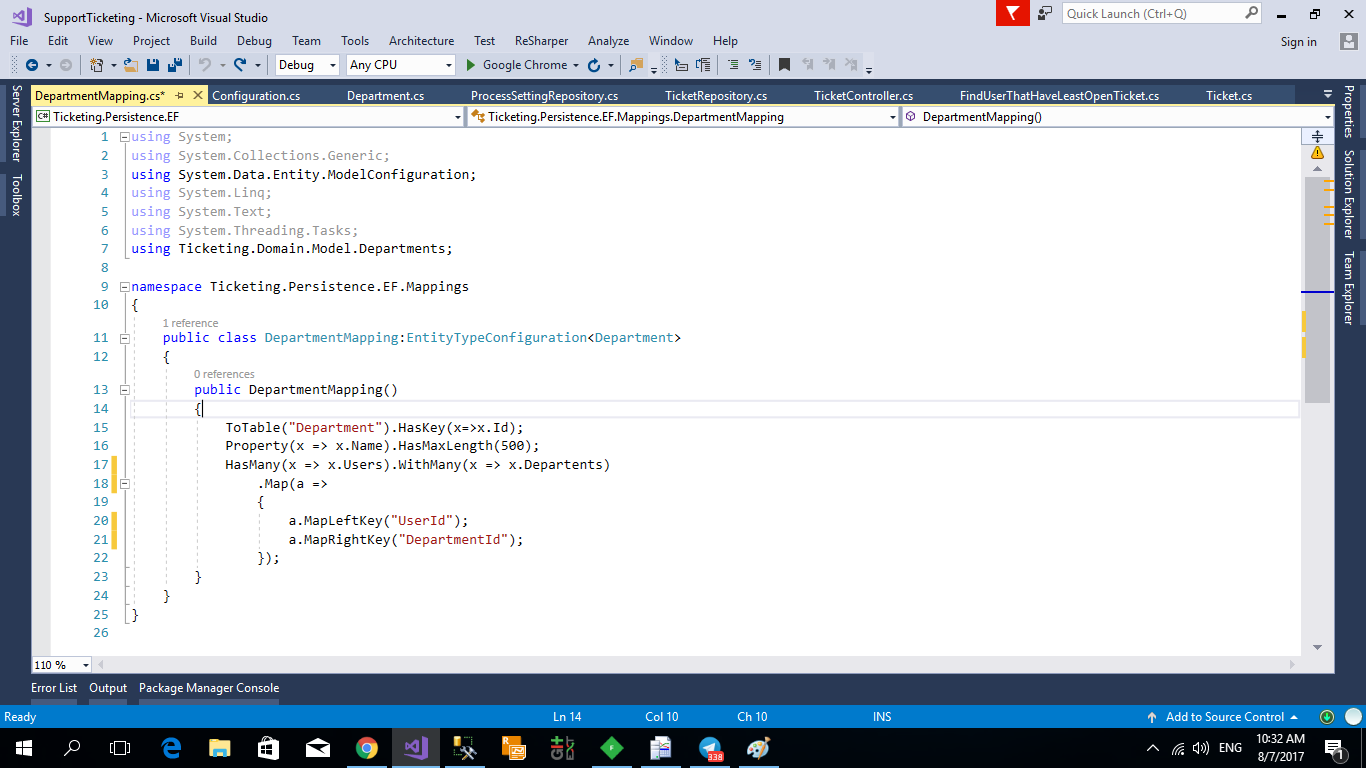 SupportTicketing - Microsoft Visual Studio
Quick Launch (Ctrl+Q)
File Edit View Project Build Debug Team Tools Architecture Test ReSharper Analyze Window Help
Sign in
Debug Any CPU Google Chrome
DepartmentMapping.cs* Configuration.cs Department.cs ProcessSettingRepository.cs TicketRepository.cs TicketController.cs FindUserThatHaveLeastOpenTicket.cs Ticket.cs
C# Ticketing.Persistence.EF Ticketing.Persistence.EF.Mappings.DepartmentMapping DepartmentMapping()
Server Explorer
Toolbox
Properties
Solution Explorer
Team Explorer
1 using System;
2 using System.Collections.Generic;
3 using System.Data.Entity.ModelConfiguration;
4 using System.Linq;
5 using System.Text;
6 using System.Threading.Tasks;
7 using Ticketing.Domain.Model.Departments;
8
9 namespace Ticketing.Persistence.EF.Mappings
10 {
1 reference
11 public class DepartmentMapping:EntityTypeConfiguration<Department>
12 {
0 references
13 public DepartmentMapping()
14 {
15 ToTable("Department").HasKey(x=>x.Id);
16 Property(x => x.Name).HasMaxLength(500);
17 HasMany(x => x.Users).WithMany(x => x.Departents)
18 .Map(a =>
19 {
20 a.MapLeftKey("UserId");
21 a.MapRightKey("DepartmentId");
22 });
23 }
24 }
25 }
26
110 %
Error List Output Package Manager Console
Ready Ln 14 Col 10 Ch 10 INS Add to Source Control
338
ENG 10:32 AM
8/7/2017
1